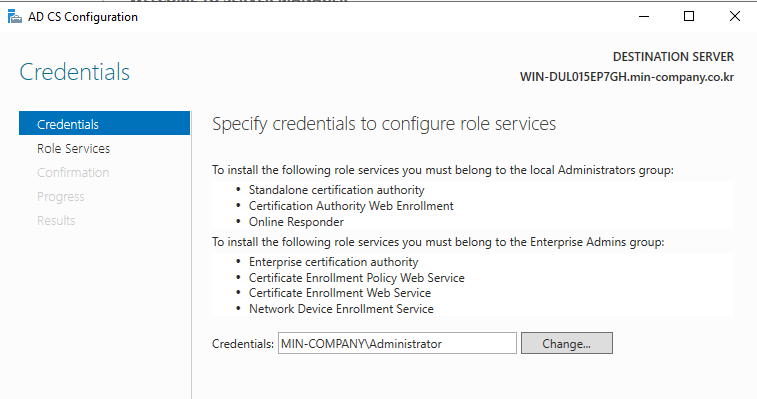 AD CS Configuration
Credentials
DESTINATION SERVER
WIN-DUL015EP7GH.min-company.co.kr
Credentials
Role Services
Confirmation
Progress
Results
Specify credentials to configure role services
To install the following role services you must belong to the local Administrators group:
• Standalone certification authority
• Certification Authority Web Enrollment
• Online Responder
To install the following role services you must belong to the Enterprise Admins group:
• Enterprise certification authority
• Certificate Enrollment Policy Web Service
• Certificate Enrollment Web Service
• Network Device Enrollment Service
Credentials: MIN-COMPANY\Administrator Change...